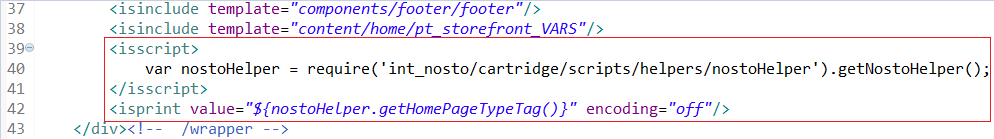 37 <isinclude template="components/footer/footer"/>
38 <isinclude template="content/home/pt_storefront_VARS"/>
39 <isscript>
40 var nostoHelper = require('int_nosto/cartridge/scripts/helpers/nostoHelper').getNostoHelper();
41 </isscript>
42 <isprint value="${nostoHelper.getHomePageTypeTag()}" encoding="off"/>
43 </div><!-- /wrapper -->